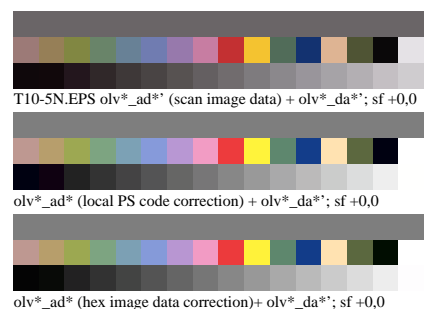 T10-5N.EPS olv*_ad*’ (scan image data) + olv*_da*’; sf +0,0
olv*_ad* (local PS code correction) + olv*_da*’; sf +0,0
olv*_ad* (hex image data correction)+ olv*_da*’; sf +0,0